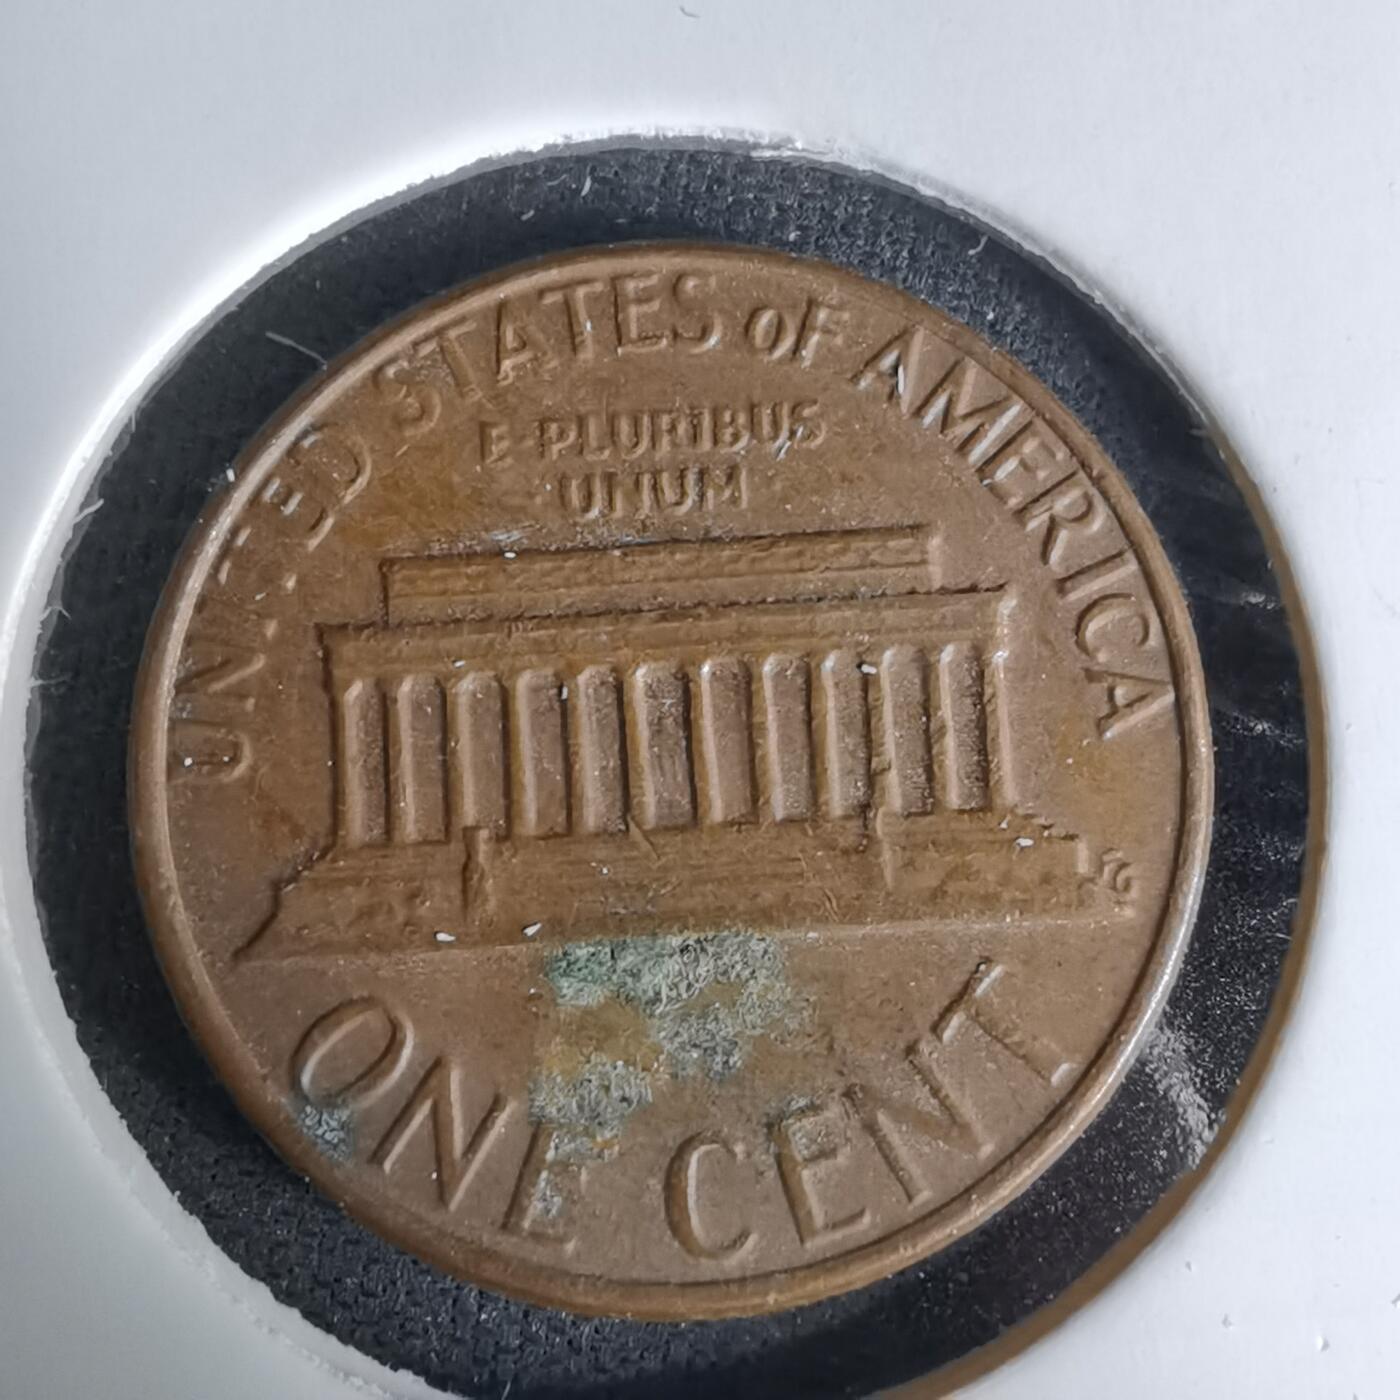 UNITED STATES oF AMERICA
E·PLURIBUS
UNUM
ONE CENT